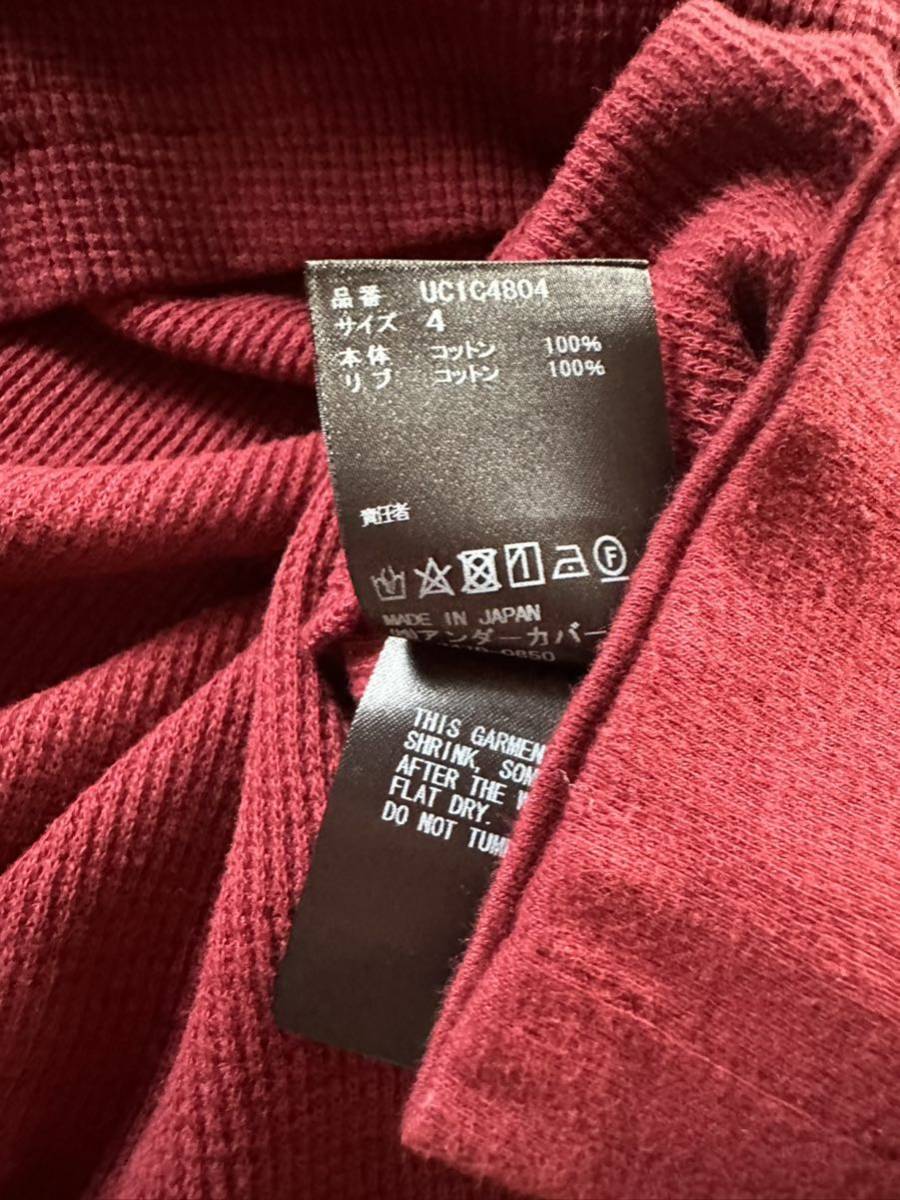 品番 UC1C4804
サイズ 4
本体 コットン 100%
リブ コットン 100%
責任者
F
MADE IN JAPAN
(株)アンダーカバー
0850
THIS GARMEN
SHRINK, SOM
AFTER THE W
FLAT DRY.
DO NOT TUM